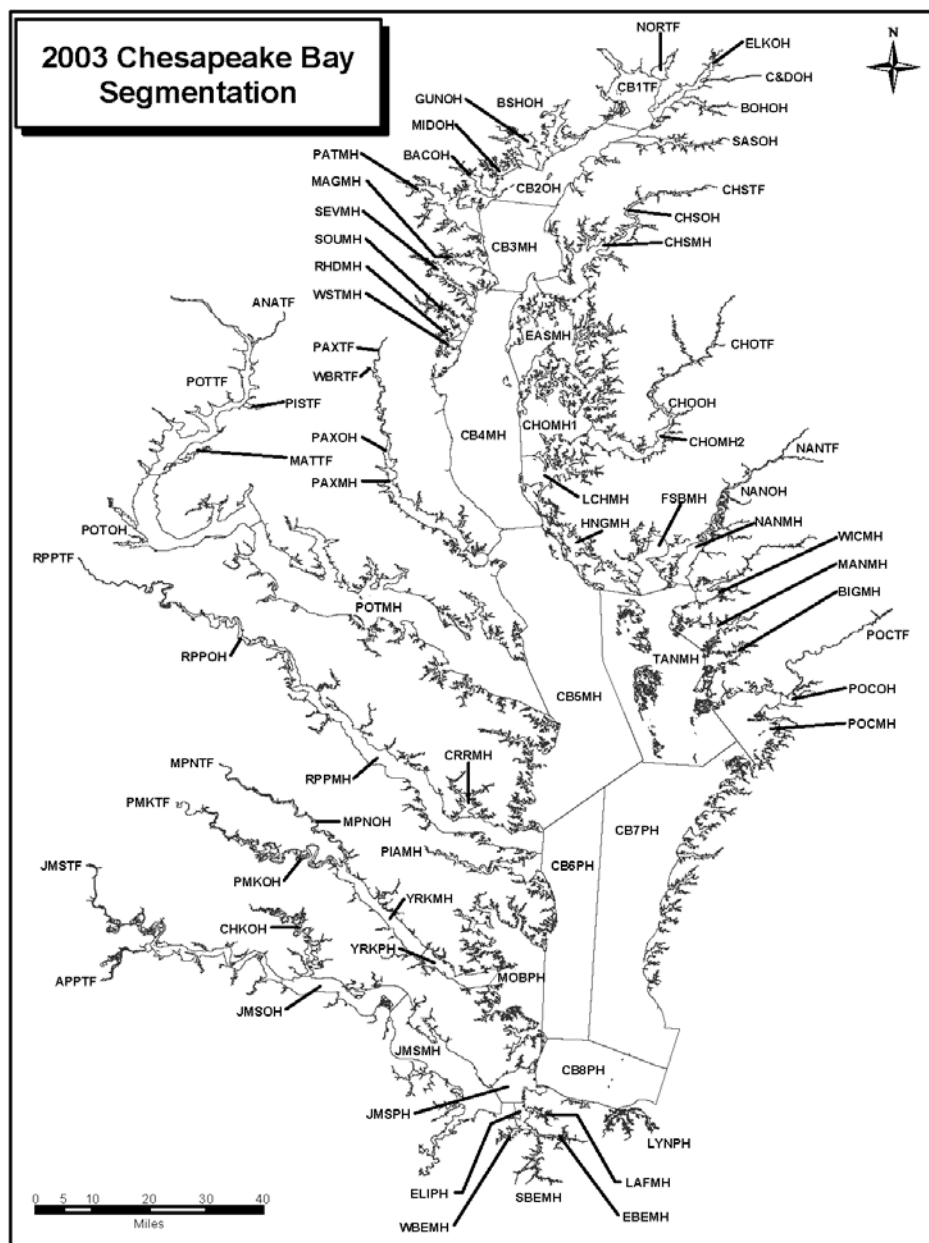 2003 Chesapeake Bay
Segmentation
N
NORTF
ELKOH
C&DOH
CB1TF
GUNOH
BSHOH
BOHOH
MIDOH
SASOH
PATMH
BACOH
MAGMH
CB2OH
CHSTF
SEVMH
CHSOH
SOUMH
CB3MH
CHSMH
RHDMH
WSTMH
ANATF
EASMH
PAXTF
CHOTF
WBRTF
POTTF
PISTF
CHOOH
CHOMH1
PAXOH
CB4MH
CHOMH2
MATTF
NANTF
PAXMH
LCHMH
FSBMH
NANOH
POTOH
HNGMH
NANMH
RPPTF
WICMH
MANMH
POTMH
BIGMH
POCTF
RPPOH
TANMH
CB5MH
POCOH
POCMH
CRRMH
MPNTF
RPPMH
PMKTF
MPNOH
CB7PH
PIAMH
CB6PH
JMSTF
PMKOH
YRKMH
CHKOH
YRKPH
MOBPH
APPTF
JMSOH
JMSMH
CB8PH
JMSPH
LYNPH
LAFMH
ELIPH
SBEMH
EBEMH
WBEMH
0 5 10 20 30 40
Miles